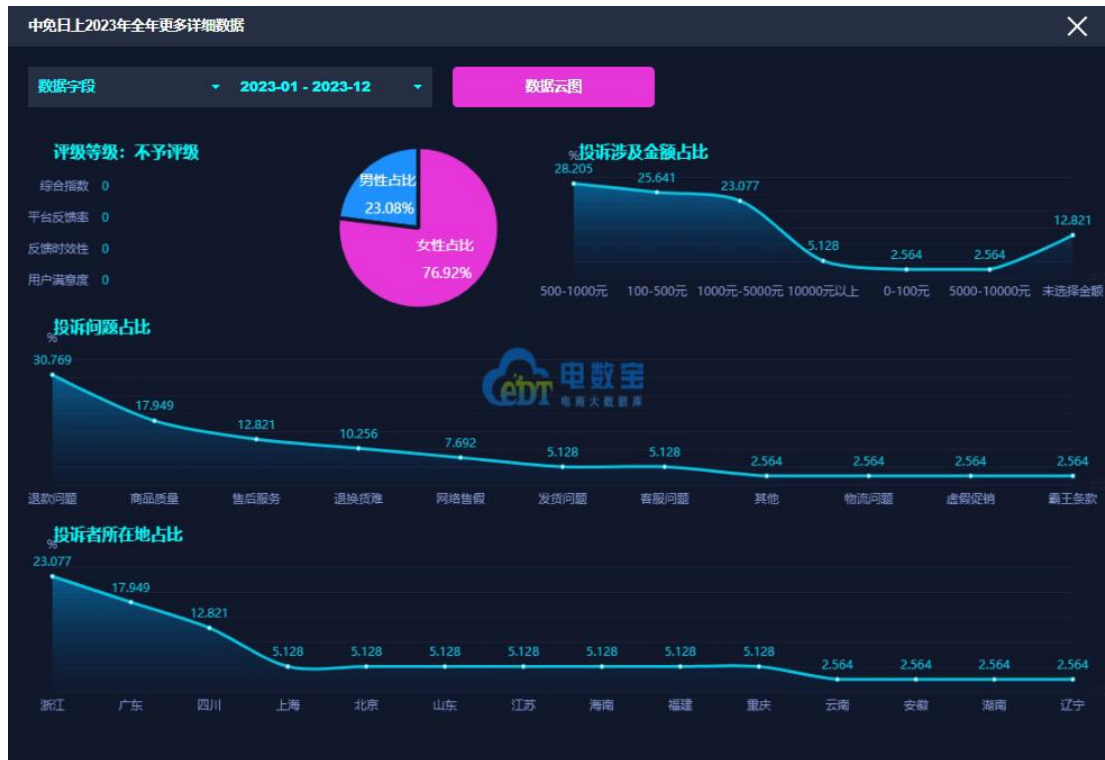 中免日上2023年全年更多详细数据
数据字段
2023-01 - 2023-12
数据云图
评级等级：不予评级
综合指数 0
平台反馈率 0
反馈时效性 0
用户满意度 0
男性占比
23.08%
女性占比
76.92%
投诉涉及金额占比
%
28.205 25.641 23.077 5.128 2.564 2.564 12.821
500-1000元 100-500元 1000元-5000元 10000元以上 0-100元 5000-10000元 未选择金额
投诉问题占比
%
30.769 17.949 12.821 10.256 7.692 5.128 5.128 2.564 2.564 2.564 2.564
退款问题 商品质量 售后服务 退换货难 网络售假 发货问题 客服问题 其他 物流问题 虚假促销 霸王条款
eDT 电数宝
电商大数据库
投诉者所在地占比
%
23.077 17.949 12.821 5.128 5.128 5.128 5.128 5.128 5.128 5.128 2.564 2.564 2.564 2.564
浙江 广东 四川 上海 北京 山东 江苏 海南 福建 重庆 云南 安徽 湖南 辽宁